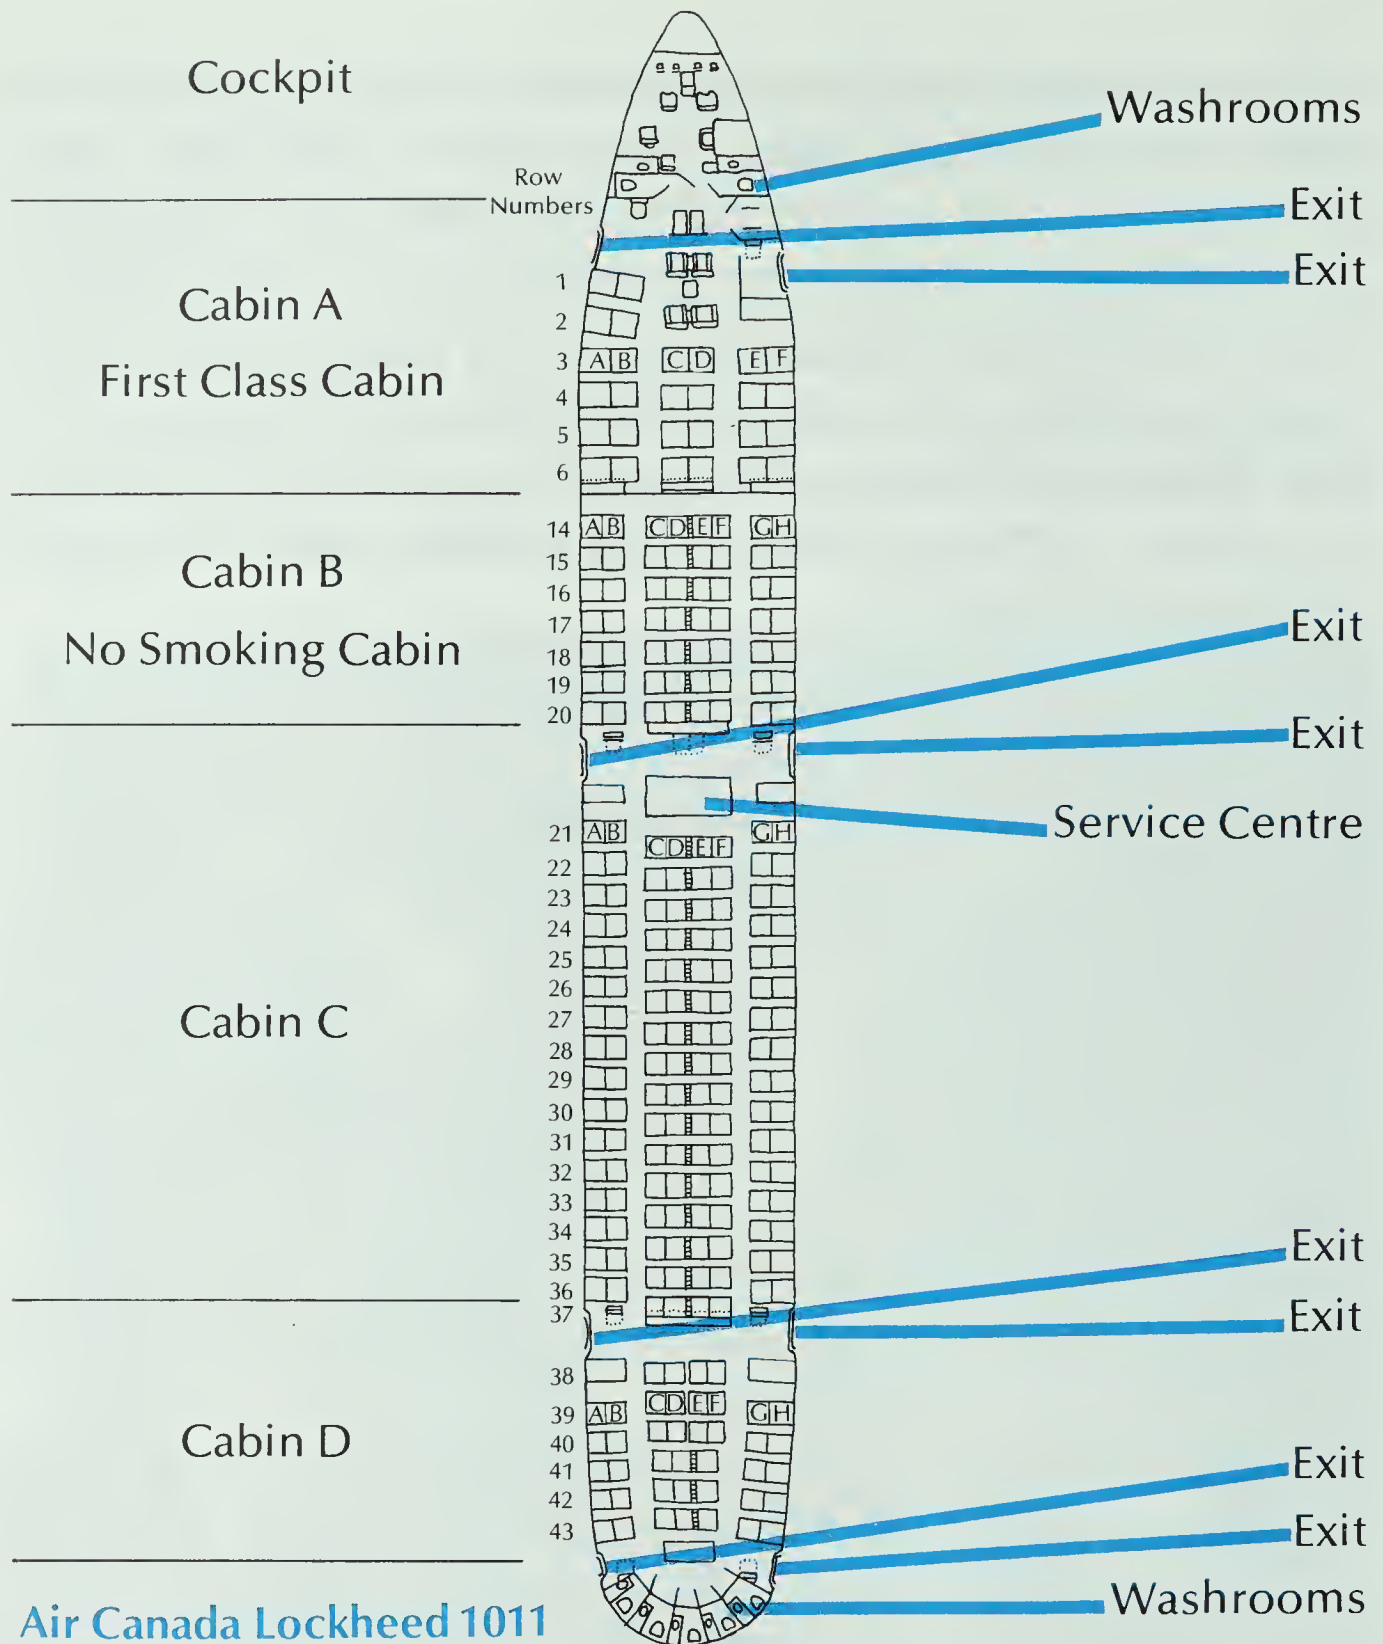 Cockpit
Washrooms
Row
Numbers
Exit
Exit
1
Cabin A
2
3 A B C D E F
First Class Cabin
4
5
6
14 A B C D E F G H
15
Cabin B
16
17
Exit
No Smoking Cabin
18
19
20
Exit
Service Centre
21 A B C D E F G H
22
23
24
25
26
Cabin C
27
28
29
30
31
32
33
34
Exit
35
36
37
Exit
38
39 A B C D E F G H
Cabin D
40
41
Exit
42
43
Exit
Washrooms
Air Canada Lockheed 1011